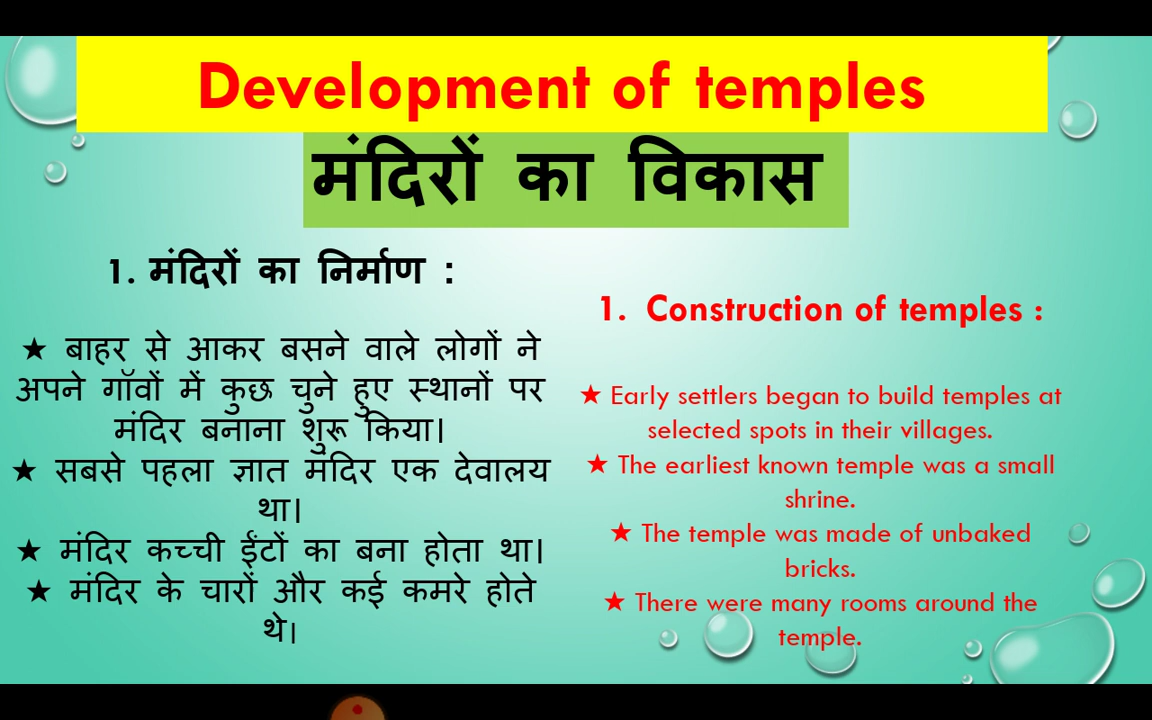 Development of temples
मंदिरों का विकास
1. मंदिरों का निर्माण :
★ बाहर से आकर बसने वाले लोगों ने
अपने गॉवों में कुछ चुने हुए स्थानों पर
मंदिर बनाना शुरू किया।
★ सबसे पहला ज्ञात मंदिर एक देवालय
था।
★ मंदिर कच्ची ईंटों का बना होता था।
★ मंदिर के चारों और कई कमरे होते
थे।
1. Construction of temples :
★ Early settlers began to build temples at
selected spots in their villages.
★ The earliest known temple was a small
shrine.
★ The temple was made of unbaked
bricks.
★ There were many rooms around the
temple.